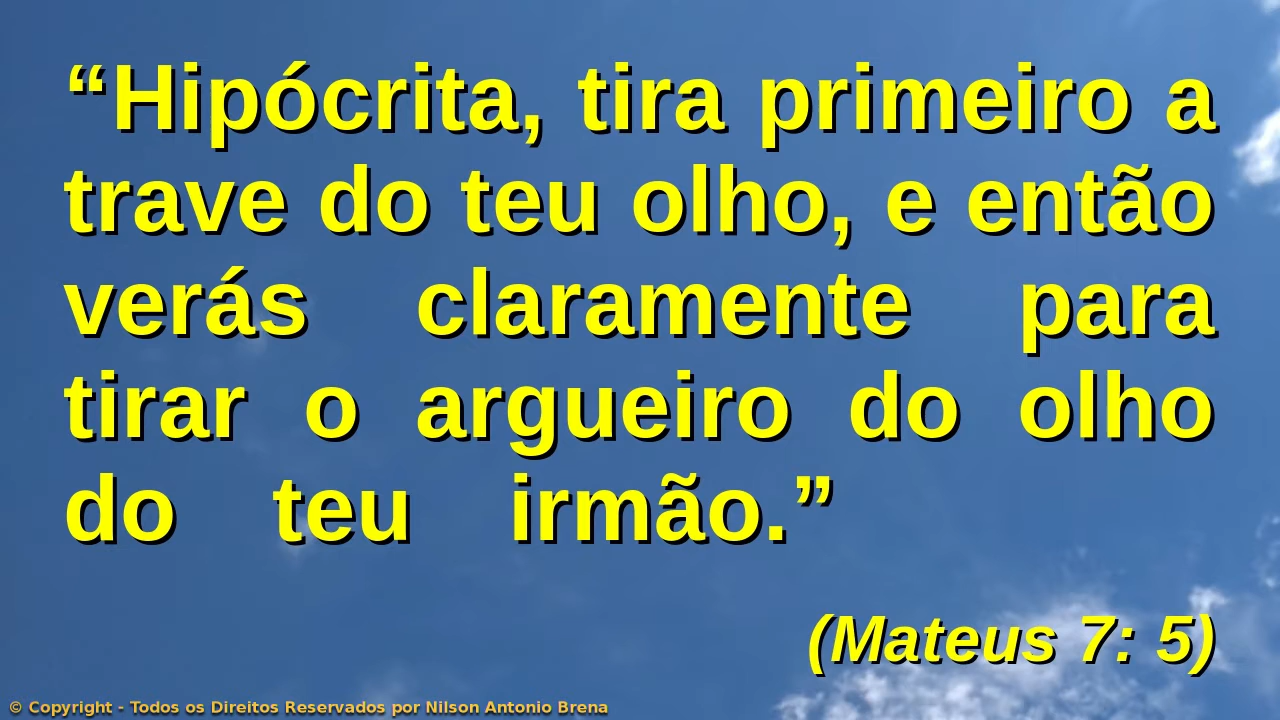 “Hipócrita, tira primeiro a
trave do teu olho, e então
verás claramente para
tirar o argueiro do olho
do teu irmão.”
(Mateus 7: 5)
© Copyright - Todos os Direitos Reservados por Nilson Antonio Brena